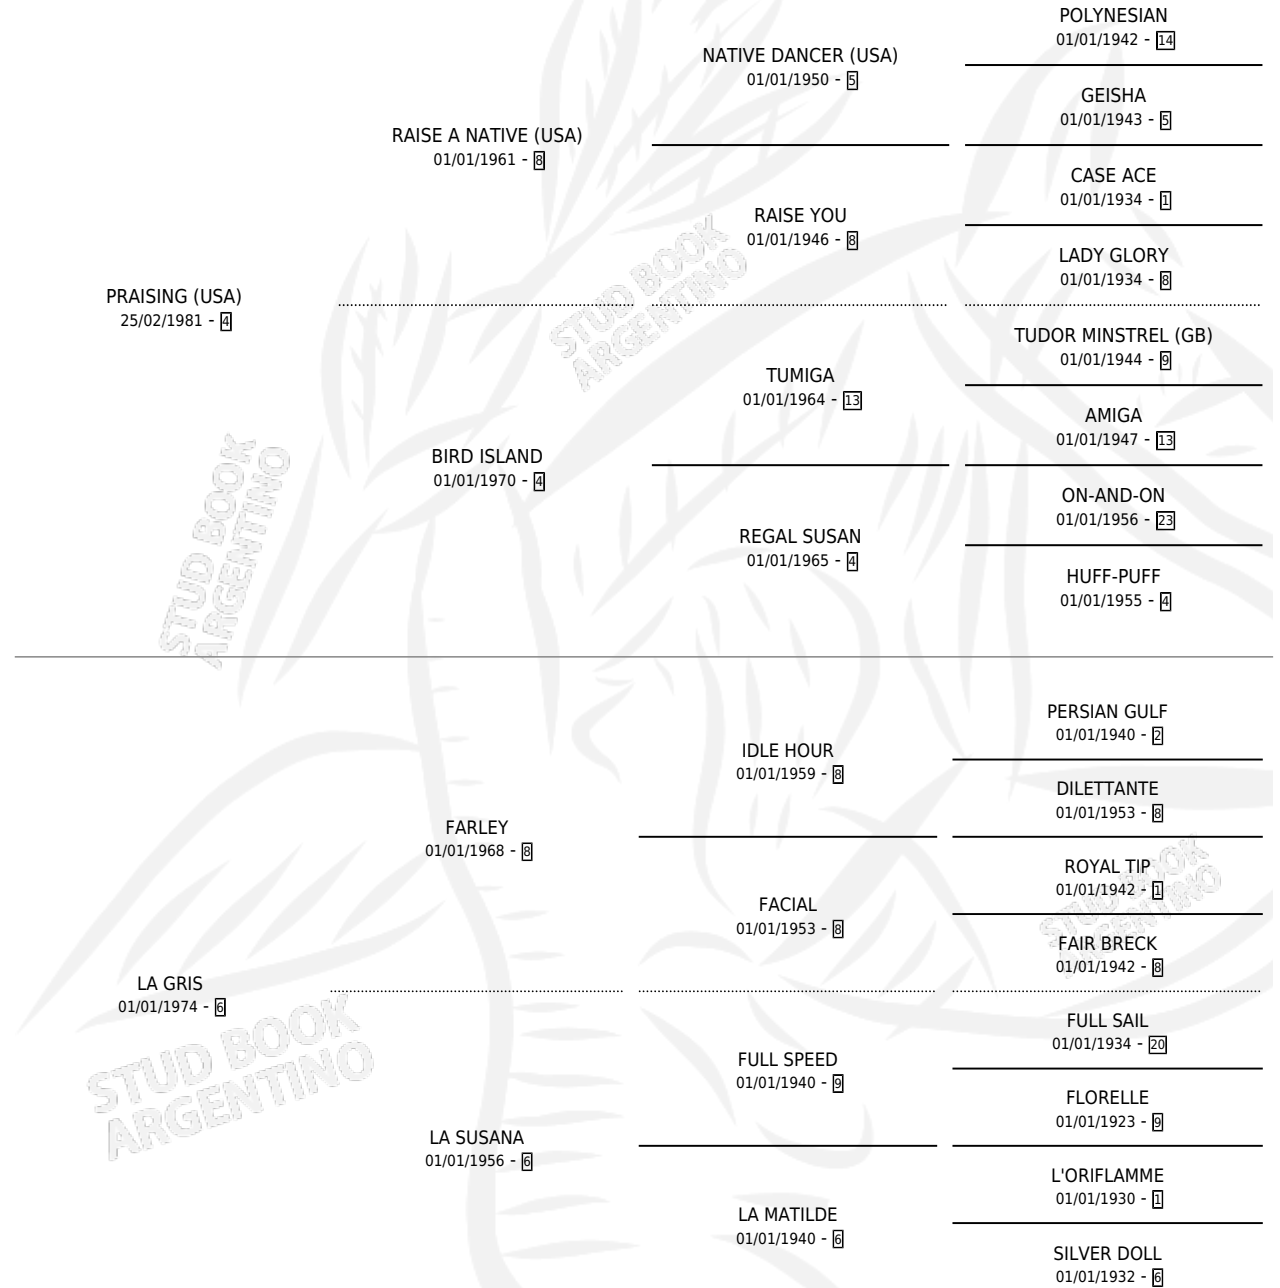 POLYNESIAN
01/01/1942 - 14
NATIVE DANCER (USA)
01/01/1950 - 5
GEISHA
01/01/1943 - 5
RAISE A NATIVE (USA)
01/01/1961 - 8
CASE ACE
01/01/1934 - 1
RAISE YOU
01/01/1946 - 8
LADY GLORY
01/01/1934 - 8
PRAISING (USA)
25/02/1981 - 4
STUD BOOK
ARGENTINO
TUDOR MINSTREL (GB)
01/01/1944 - 9
TUMIGA
01/01/1964 - 13
AMIGA
01/01/1947 - 13
BIRD ISLAND
01/01/1970 - 4
ON-AND-ON
01/01/1956 - 23
REGAL SUSAN
01/01/1965 - 4
HUFF-PUFF
01/01/1955 - 4
STUD BOOK
ARGENTINO
PERSIAN GULF
01/01/1940 - 2
IDLE HOUR
01/01/1959 - 8
DILETTANTE
01/01/1953 - 8
FARLEY
01/01/1968 - 8
ROYAL TIP
01/01/1942 - 1
FACIAL
01/01/1953 - 8
FAIR BRECK
01/01/1942 - 8
STUD BOOK
ARGENTINO
LA GRIS
01/01/1974 - 6
FULL SAIL
01/01/1934 - 20
FULL SPEED
01/01/1940 - 9
FLORELLE
01/01/1923 - 9
STUD BOOK
ARGENTINO
LA SUSANA
01/01/1956 - 6
L'ORIFLAMME
01/01/1930 - 1
LA MATILDE
01/01/1940 - 6
SILVER DOLL
01/01/1932 - 6